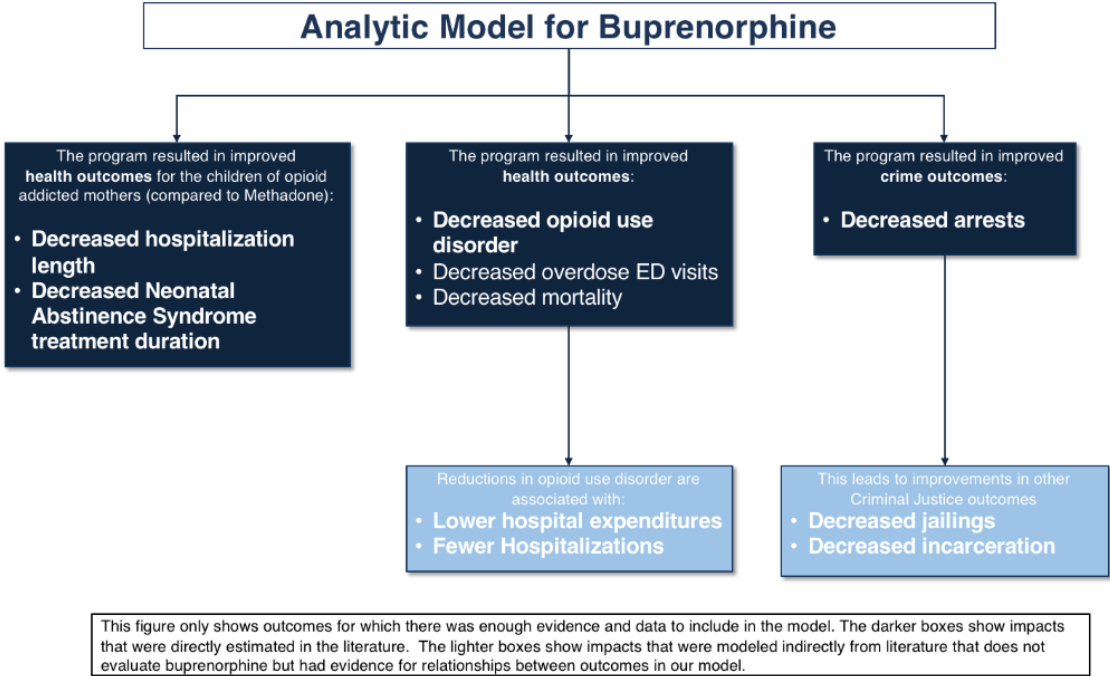 Analytic Model for Buprenorphine
The program resulted in improved
health outcomes for the children of opioid
addicted mothers (compared to Methadone):
• Decreased hospitalization
length
• Decreased Neonatal
Abstinence Syndrome
treatment duration
The program resulted in improved
health outcomes:
• Decreased opioid use
disorder
• Decreased overdose ED visits
• Decreased mortality
The program resulted in improved
crime outcomes:
• Decreased arrests
Reductions in opioid use disorder are
associated with:
• Lower hospital expenditures
• Fewer Hospitalizations
This leads to improvements in other
Criminal Justice outcomes
• Decreased jailings
• Decreased incarceration
This figure only shows outcomes for which there was enough evidence and data to include in the model. The darker boxes show impacts
that were directly estimated in the literature.  The lighter boxes show impacts that were modeled indirectly from literature that does not
evaluate buprenorphine but had evidence for relationships between outcomes in our model.